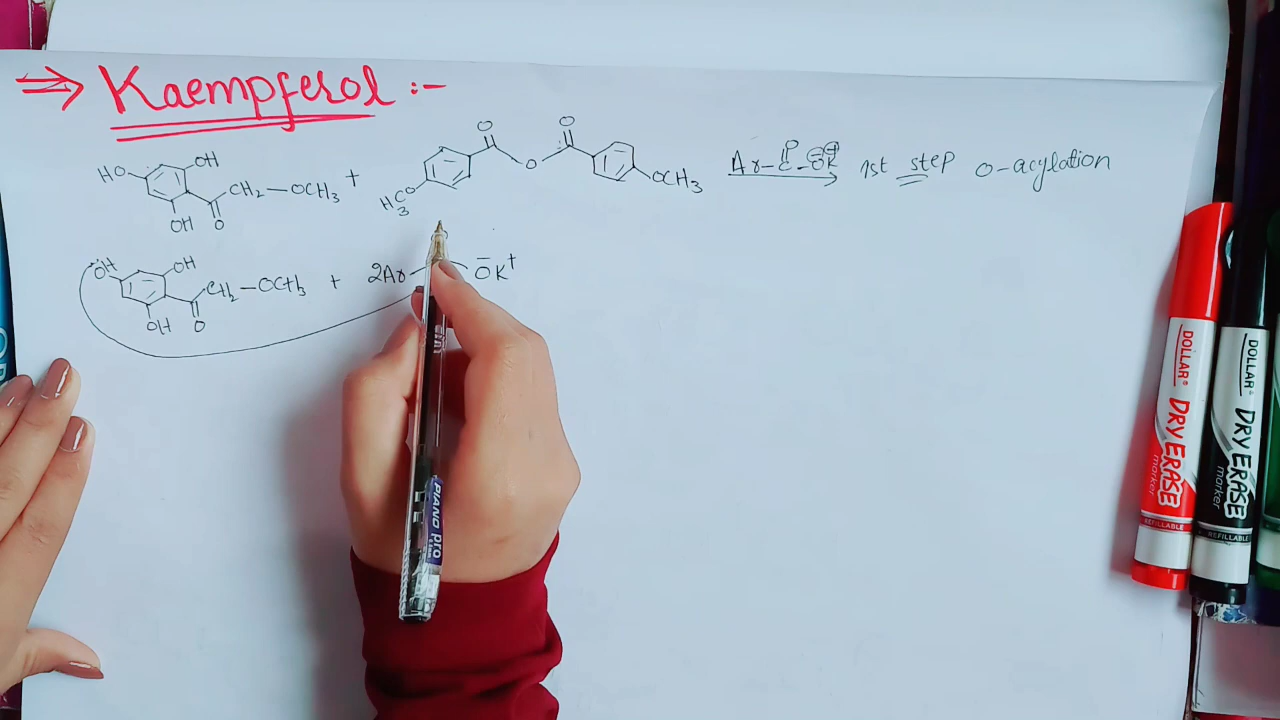 ⇒ Kaempferol :-
HO OH OH O CH₂ — OCH₃ + H₃CO O O O OCH₃ Ar-C-OK O ⊖ ⊕ 1st step o-acylation
OH OH OH O CH₂ — OCH₃ + 2Ar ŌK⁺
PIANO pro
DOLLAR® DRY ERASE marker REFILLABLE
DOLLAR® DRY ERASE marker REFILLABLE